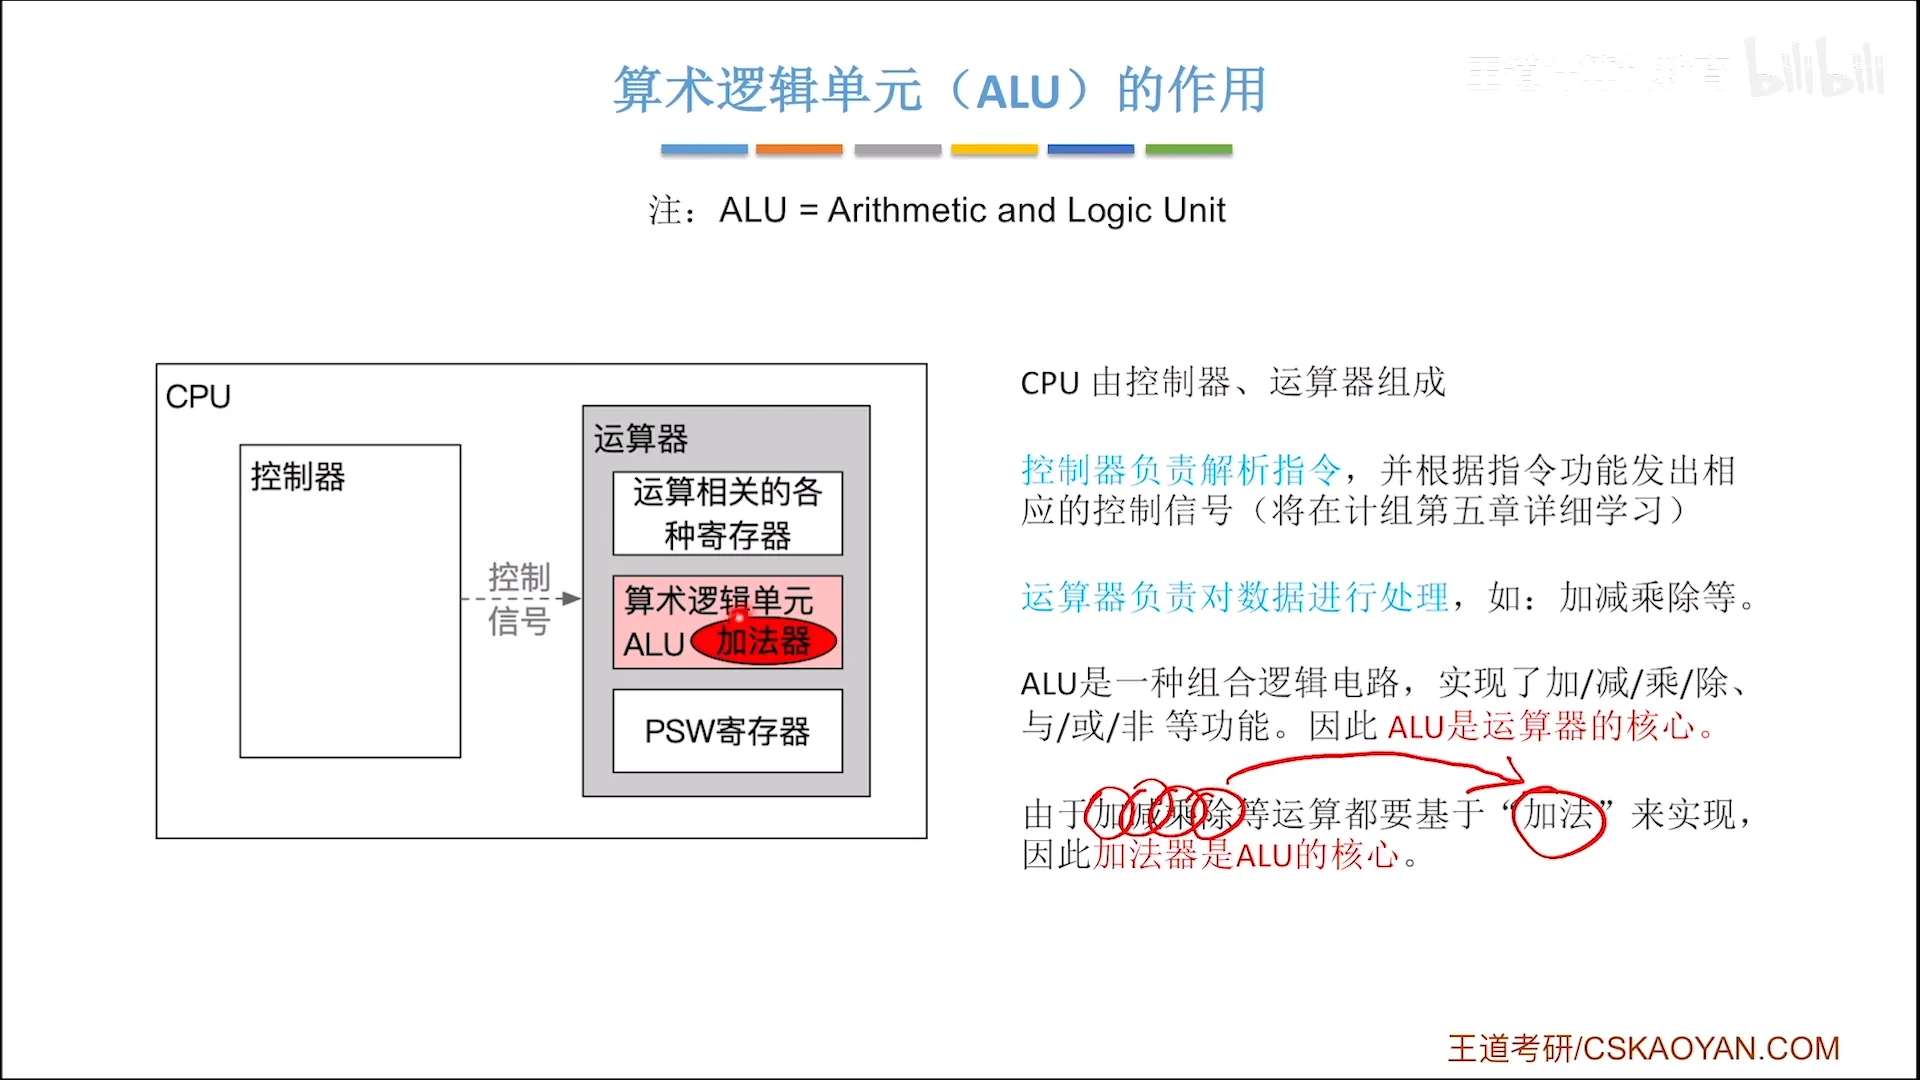 算术逻辑单元（ALU）的作用
bilibili
注：ALU = Arithmetic and Logic Unit
CPU
控制器
控制
信号
运算器
运算相关的各
种寄存器
算术逻辑单元
ALU 加法器
PSW寄存器
CPU 由控制器、运算器组成
控制器负责解析指令，并根据指令功能发出相
应的控制信号（将在计组第五章详细学习）
运算器负责对数据进行处理，如：加减乘除等。
ALU是一种组合逻辑电路，实现了加/减/乘/除、
与/或/非 等功能。因此 ALU是运算器的核心。
由于加减乘除等运算都要基于“加法”来实现，
因此加法器是ALU的核心。
王道考研/CSKAOYAN.COM